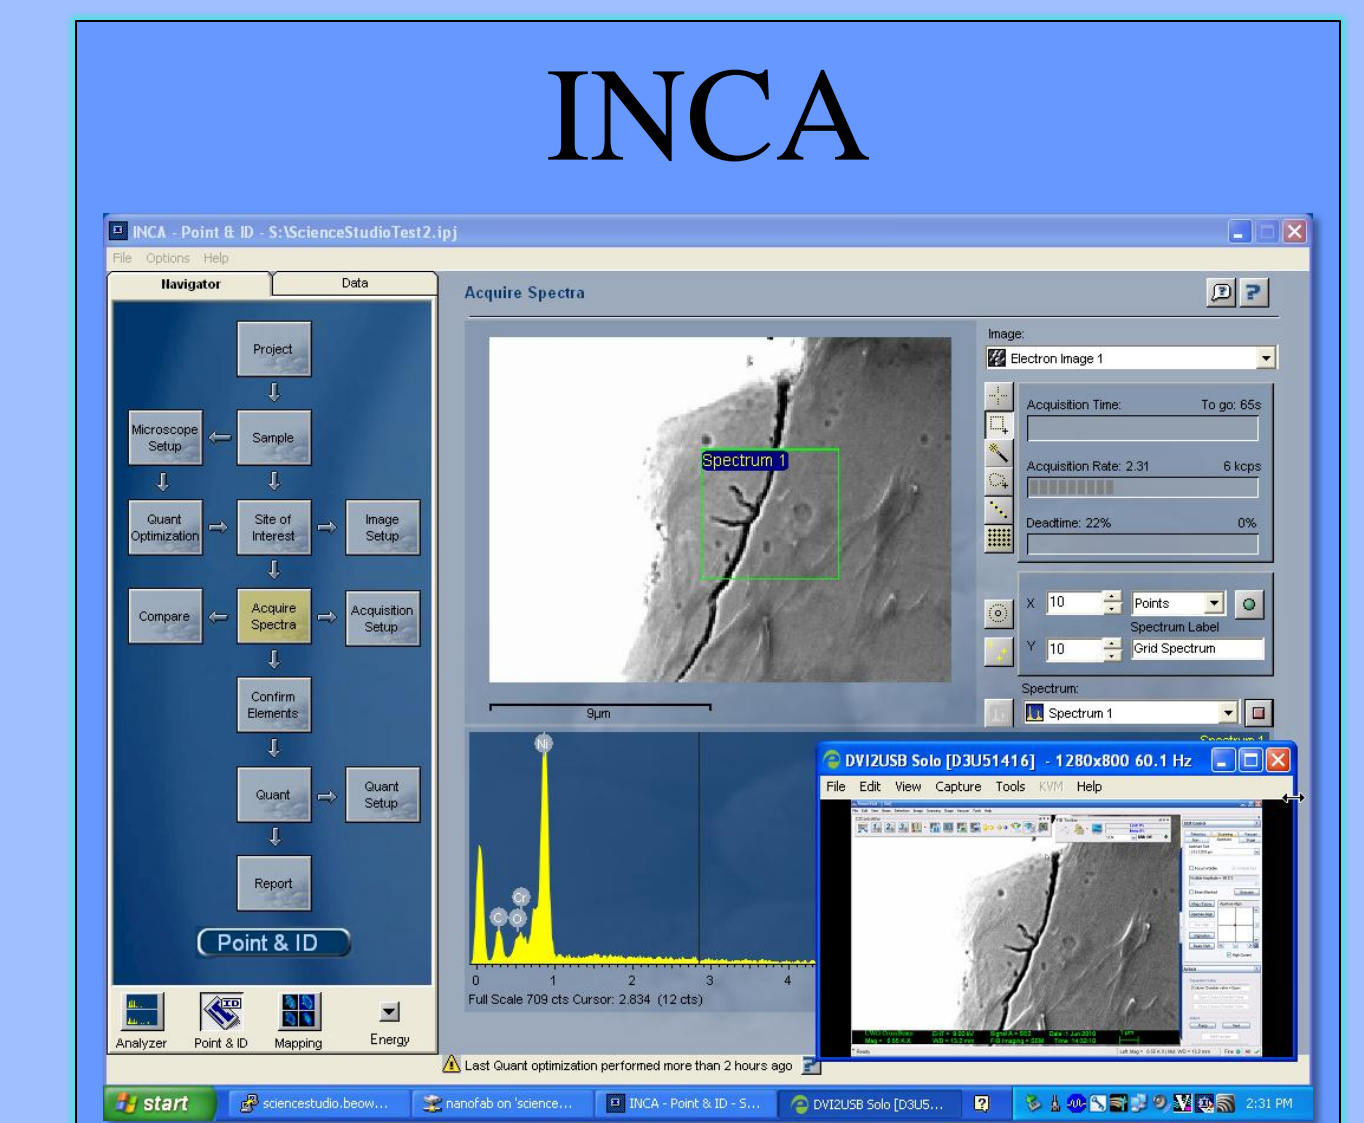 INCA
INCA - Point & ID - S:\ScienceStudioTest2.ipj
File Options Help
Navigator
Data
Acquire Spectra
Project
Microscope Setup
Sample
Quant Optimization
Site of Interest
Image Setup
Compare
Acquire Spectra
Acquisition Setup
Confirm Elements
Quant
Quant Setup
Report
Point & ID
Analyzer
Point & ID
Mapping
Energy
Spectrum 1
9µm
Image:
Electron Image 1
Acquisition Time: To go: 65s
Acquisition Rate: 2.31 6 kcps
Deadtime: 22% 0%
X 10 Points
Spectrum Label
Y 10 Grid Spectrum
Spectrum:
Spectrum 1
Spectrum 1
Ni
Cr
C O
0 1 2 3 4
Full Scale 709 cts Cursor: 2.834 (12 cts)
DVI2USB Solo [D3U51416] - 1280x800 60.1 Hz
File Edit View Capture Tools KVM Help
Last Quant optimization performed more than 2 hours ago
start
sciencestudio.beow...
nanofab on 'science...
INCA - Point & ID - S...
DVI2USB Solo [D3U5...
2:31 PM